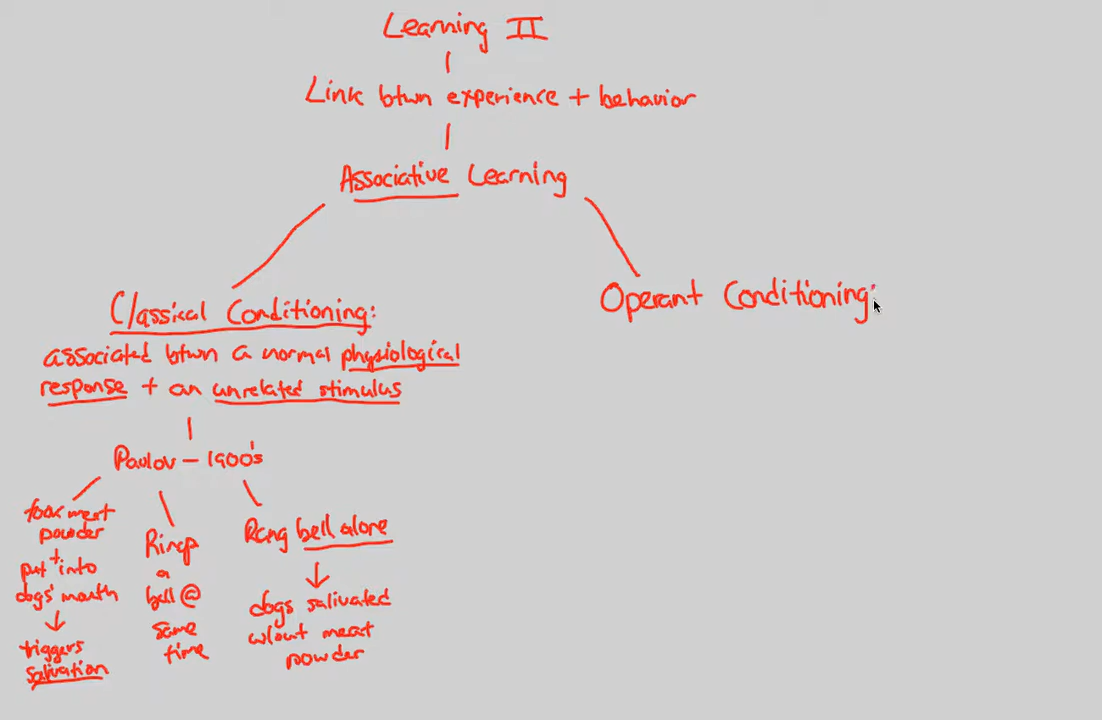 Learning II
Link btwn experience + behavior
Associative Learning
Classical Conditioning:
associated btwn a normal physiological
response + an unrelated stimulus
Pavlov – 1900's
took meat
powder
+
put into
dogs' mouth
triggers
salivation
Ring
a
bell @
same
time
Rang bell alone
dogs salivated
w/out meat
powder
Operant Conditioning: